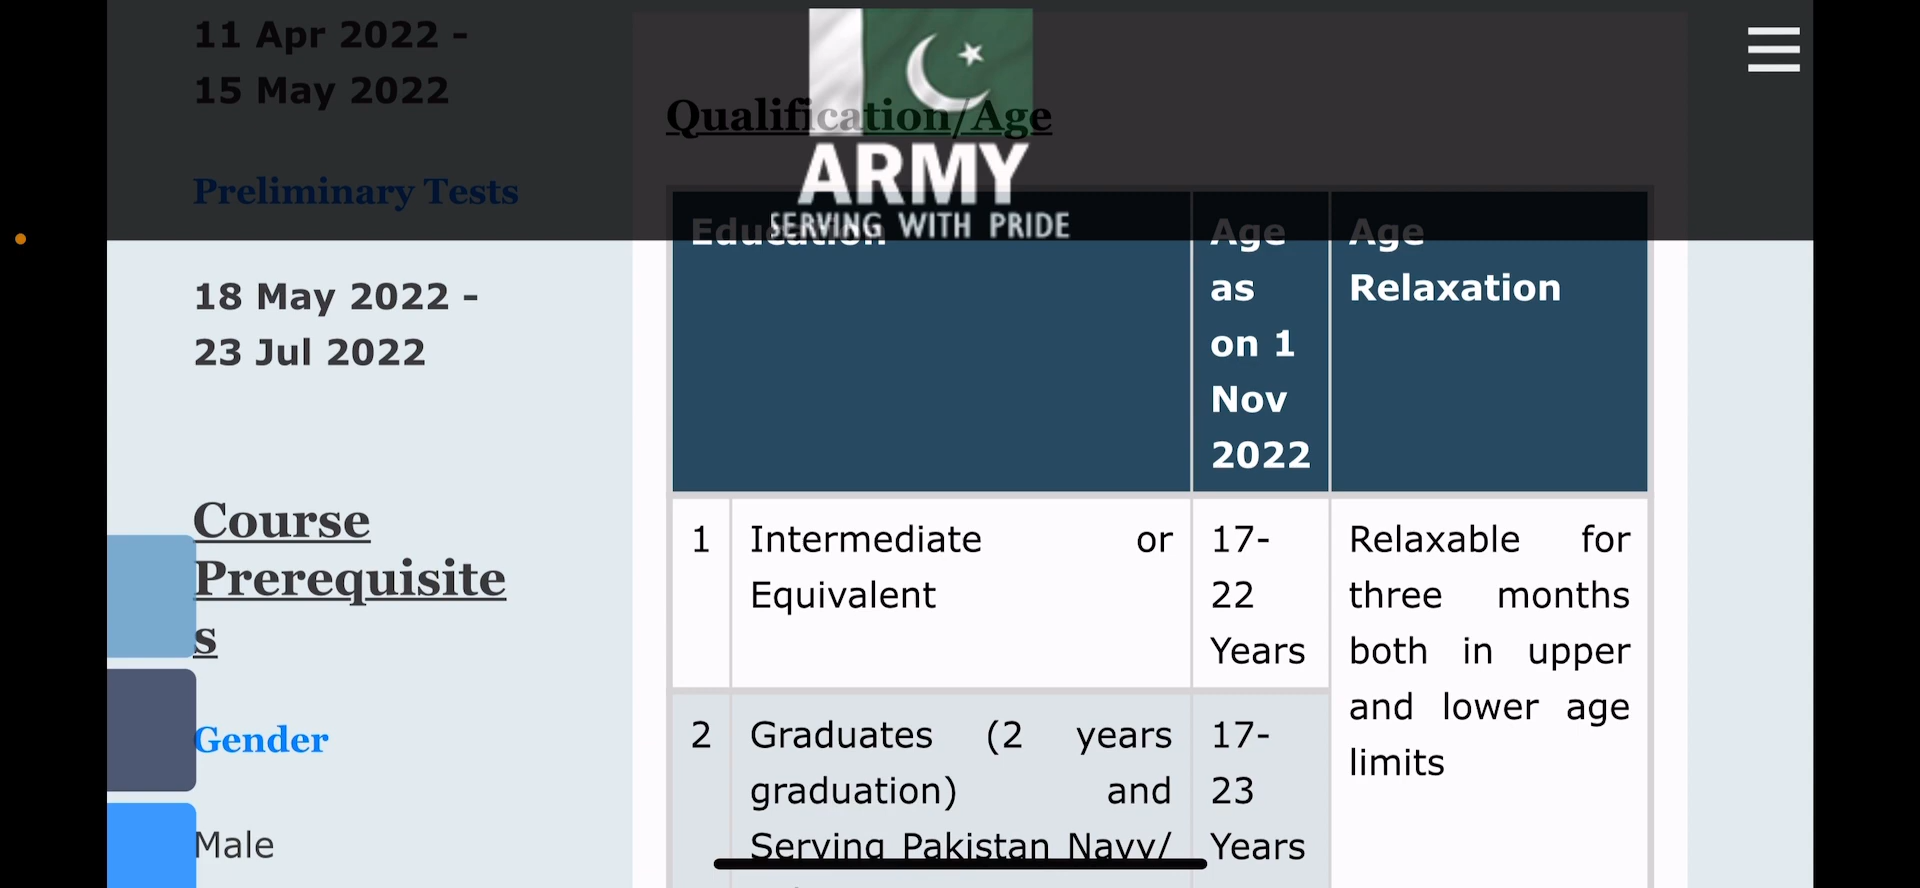 11 Apr 2022 -
15 May 2022
Preliminary Tests
18 May 2022 -
23 Jul 2022
Course
Prerequisite
s
Gender
Male
ARMY
SERVING WITH PRIDE
Qualification/Age
Education
Age
as
on 1
Nov
2022
Age
Relaxation
1
Intermediate or
Equivalent
17-
22
Years
Relaxable for
three months
both in upper
and lower age
limits
2
Graduates (2 years
graduation) and
Serving Pakistan Navy/
17-
23
Years